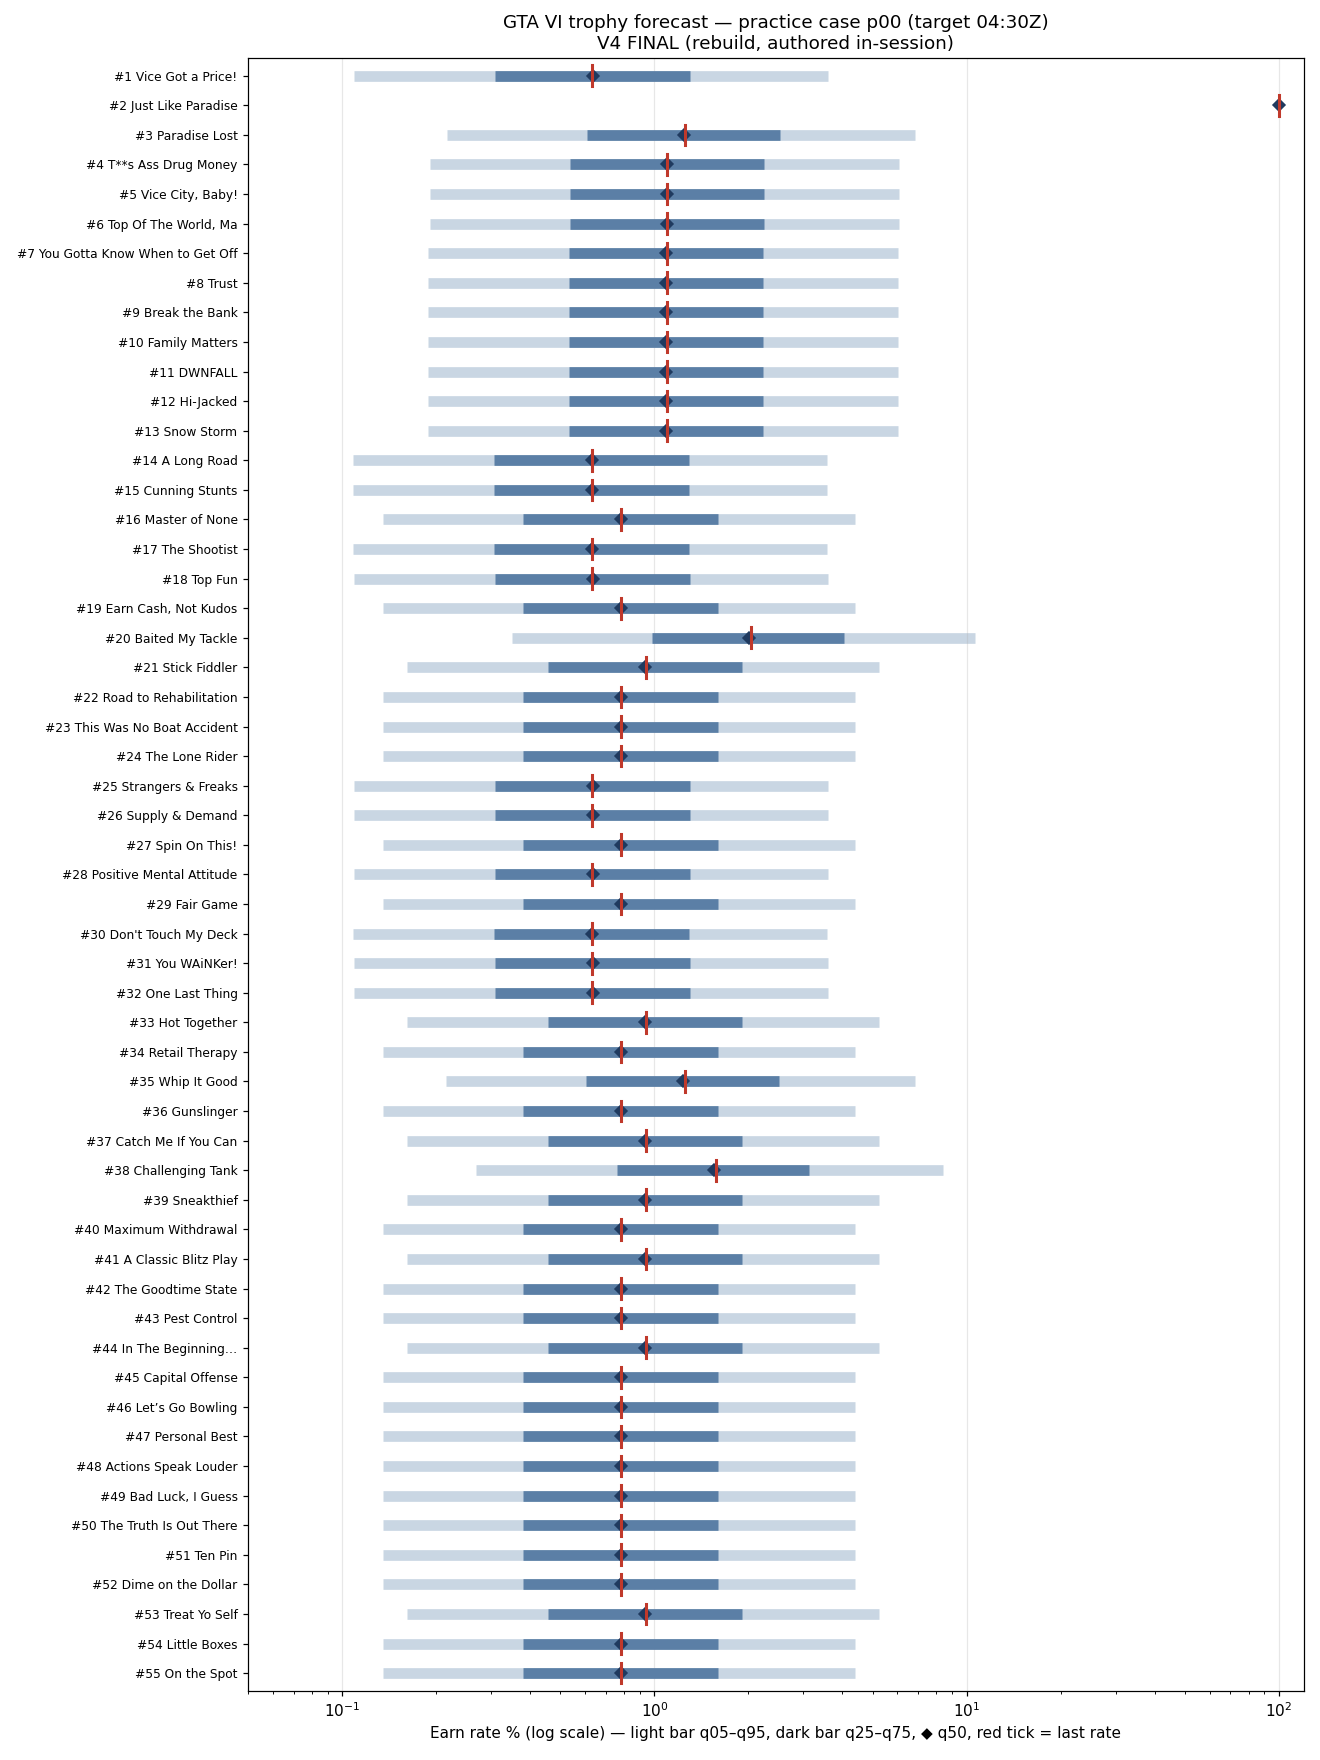 GTA VI trophy forecast — practice case p00 (target 04:30Z)
V4 FINAL (rebuild, authored in-session)
#1 Vice Got a Price!
#2 Just Like Paradise
#3 Paradise Lost
#4 T**s Ass Drug Money
#5 Vice City, Baby!
#6 Top Of The World, Ma
#7 You Gotta Know When to Get Off
#8 Trust
#9 Break the Bank
#10 Family Matters
#11 DWNFALL
#12 Hi-Jacked
#13 Snow Storm
#14 A Long Road
#15 Cunning Stunts
#16 Master of None
#17 The Shootist
#18 Top Fun
#19 Earn Cash, Not Kudos
#20 Baited My Tackle
#21 Stick Fiddler
#22 Road to Rehabilitation
#23 This Was No Boat Accident
#24 The Lone Rider
#25 Strangers & Freaks
#26 Supply & Demand
#27 Spin On This!
#28 Positive Mental Attitude
#29 Fair Game
#30 Don't Touch My Deck
#31 You WAiNKer!
#32 One Last Thing
#33 Hot Together
#34 Retail Therapy
#35 Whip It Good
#36 Gunslinger
#37 Catch Me If You Can
#38 Challenging Tank
#39 Sneakthief
#40 Maximum Withdrawal
#41 A Classic Blitz Play
#42 The Goodtime State
#43 Pest Control
#44 In The Beginning…
#45 Capital Offense
#46 Let’s Go Bowling
#47 Personal Best
#48 Actions Speak Louder
#49 Bad Luck, I Guess
#50 The Truth Is Out There
#51 Ten Pin
#52 Dime on the Dollar
#53 Treat Yo Self
#54 Little Boxes
#55 On the Spot
10⁻¹ 10⁰ 10¹ 10²
Earn rate % (log scale) — light bar q05–q95, dark bar q25–q75, ◆ q50, red tick = last rate